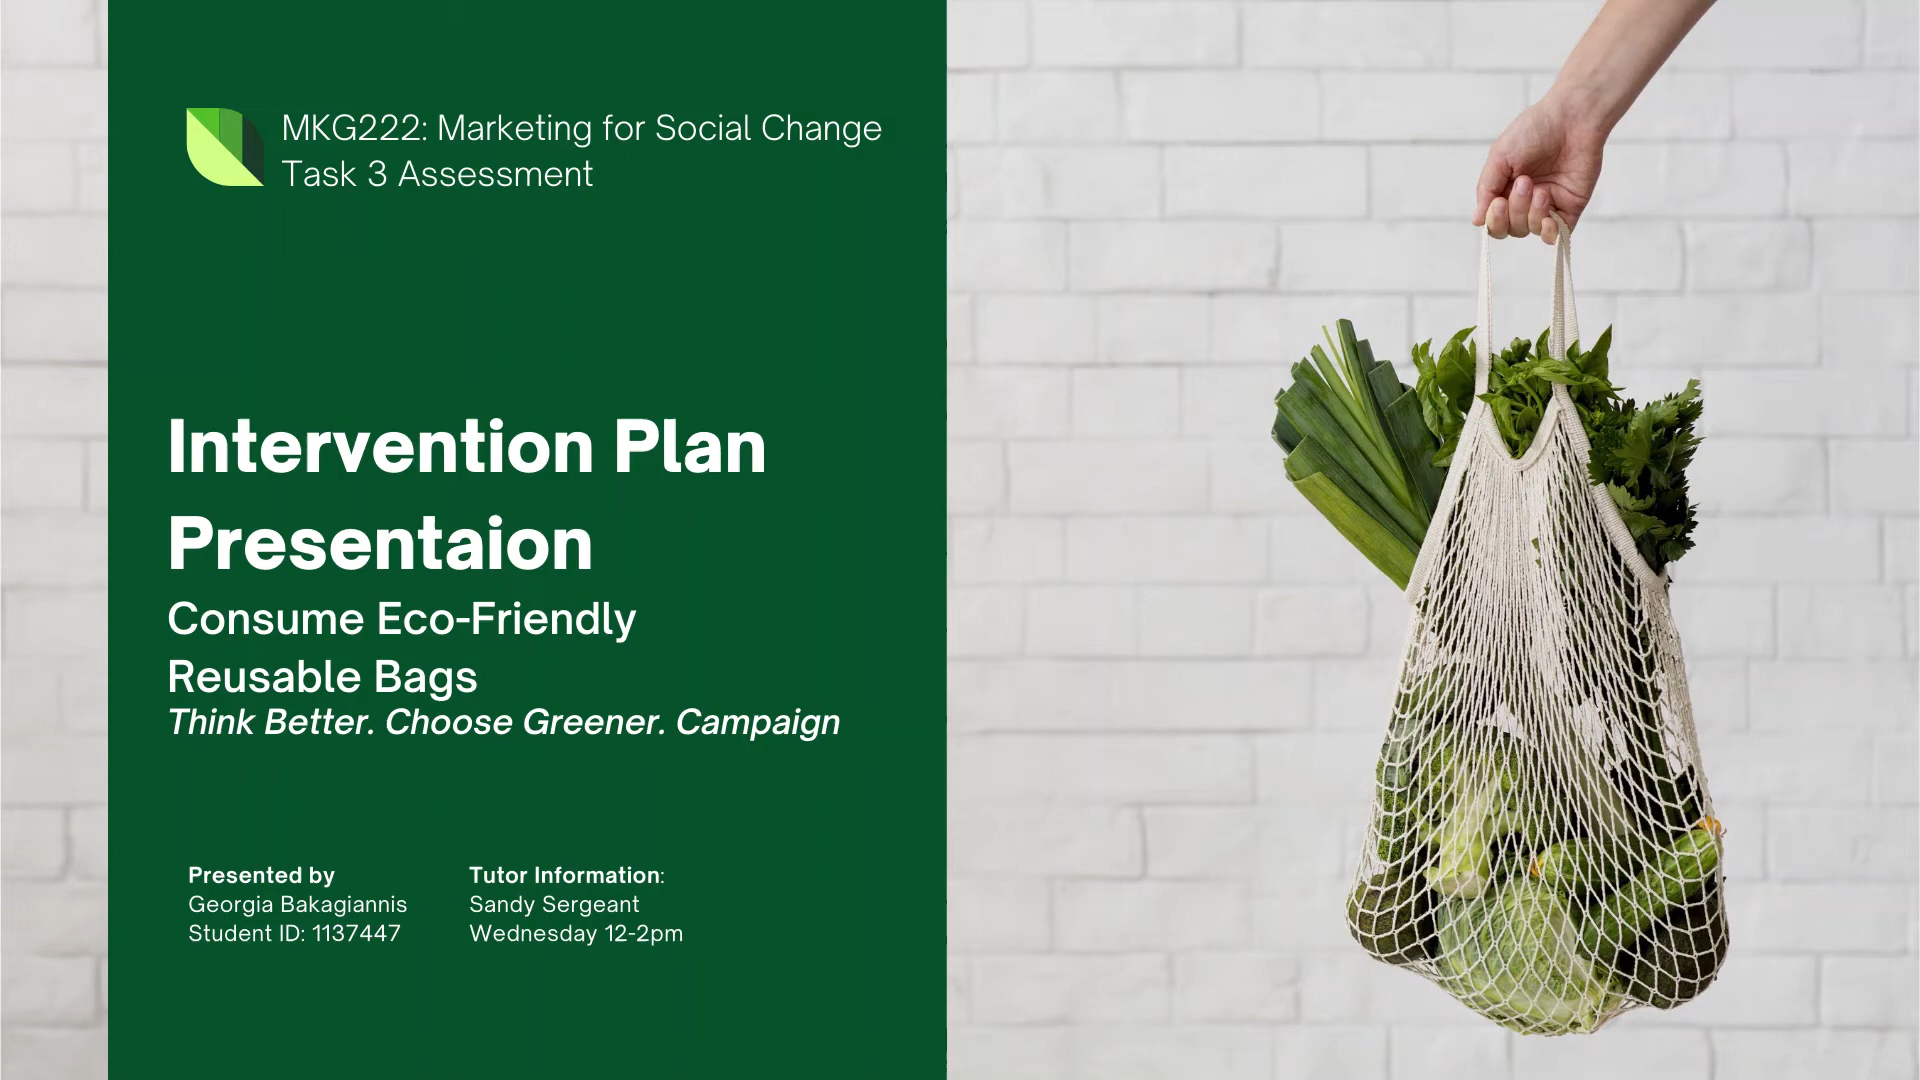 MKG222: Marketing for Social Change
Task 3 Assessment
Intervention Plan
Presentaion
Consume Eco-Friendly
Reusable Bags
Think Better. Choose Greener. Campaign
Presented by
Georgia Bakagiannis
Student ID: 1137447
Tutor Information:
Sandy Sergeant
Wednesday 12-2pm